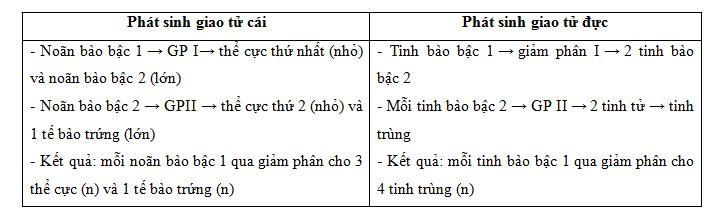 Phát sinh giao tử cái
- Noãn bào bậc 1 → GP I→ thể cực thứ nhất (nhỏ)
và noãn bào bậc 2 (lớn)
- Noãn bào bậc 2 → GPII→ thể cực thứ 2 (nhỏ) và
1 tế bào trứng (lớn)
- Kết quả: mỗi noãn bào bậc 1 qua giảm phân cho 3
thể cực (n) và 1 tế bào trứng (n)
Phát sinh giao tử đực
- Tinh bào bậc 1 → giảm phân I → 2 tinh bào
bậc 2
- Mỗi tinh bào bậc 2 → GP II → 2 tinh tử → tinh
trùng
- Kết quả: mỗi tinh bào bậc 1 qua giảm phân cho
4 tinh trùng (n)